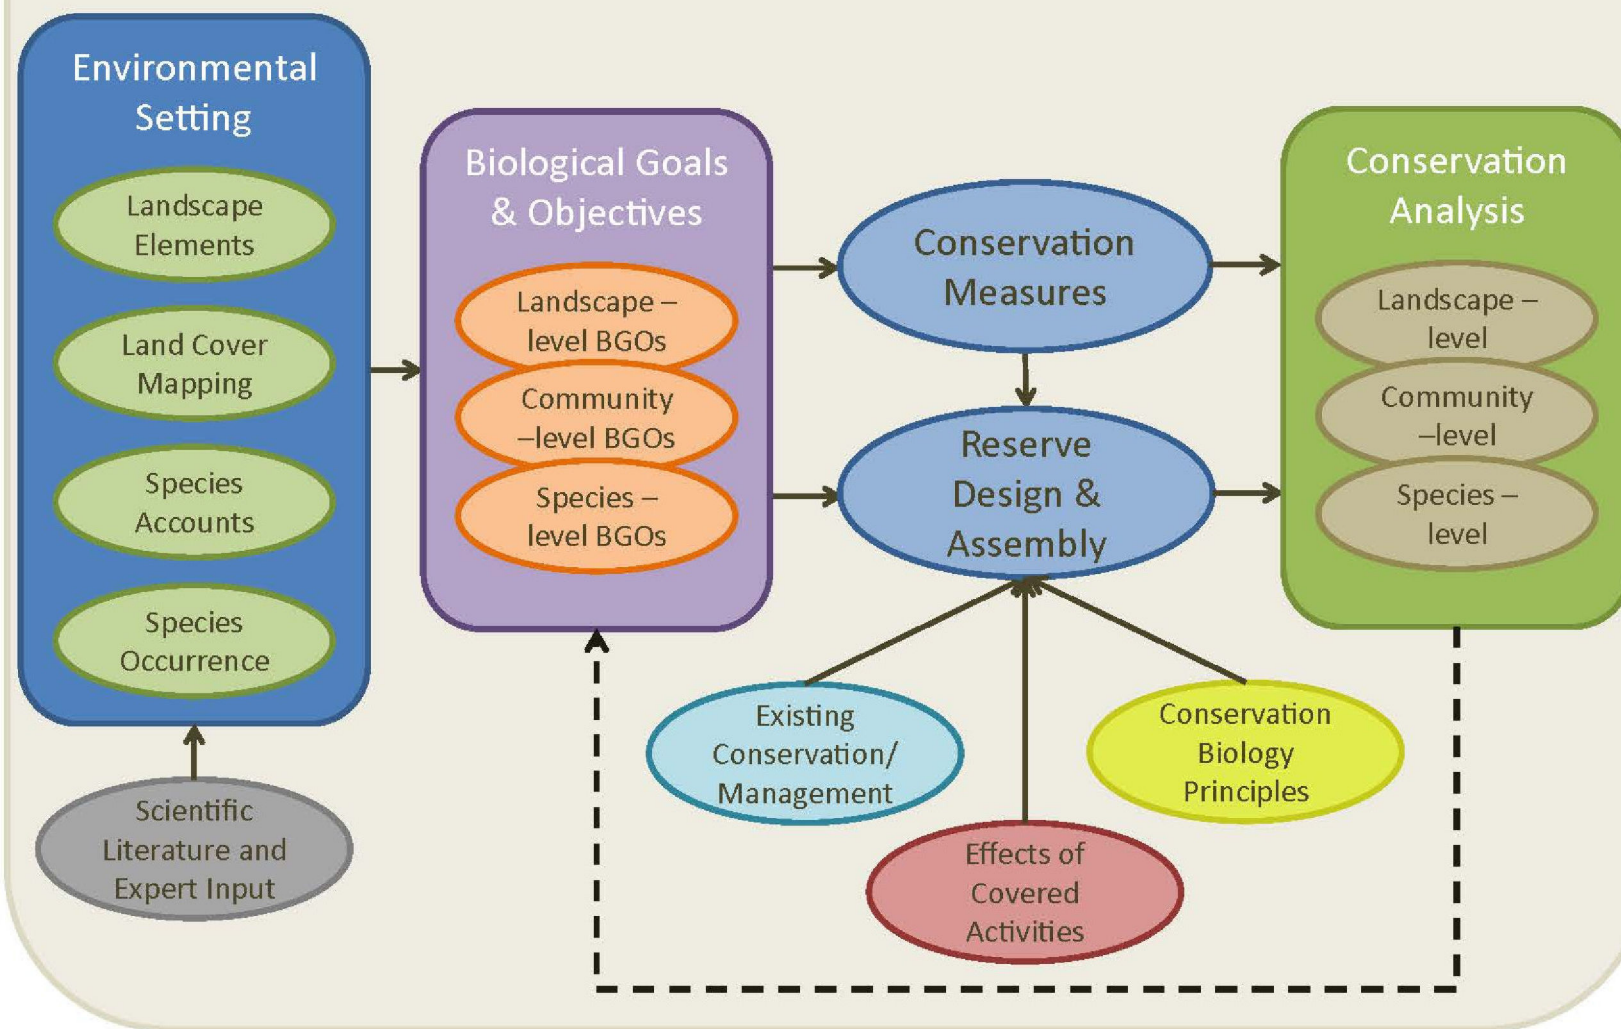 Environmental
Setting
Landscape
Elements
Land Cover
Mapping
Species
Accounts
Species
Occurrence
Scientific
Literature and
Expert Input
Biological Goals
& Objectives
Landscape –
level BGOs
Community
–level BGOs
Species –
level BGOs
Conservation
Measures
Reserve
Design &
Assembly
Existing
Conservation/
Management
Effects of
Covered
Activities
Conservation
Biology
Principles
Conservation
Analysis
Landscape –
level
Community
–level
Species –
level